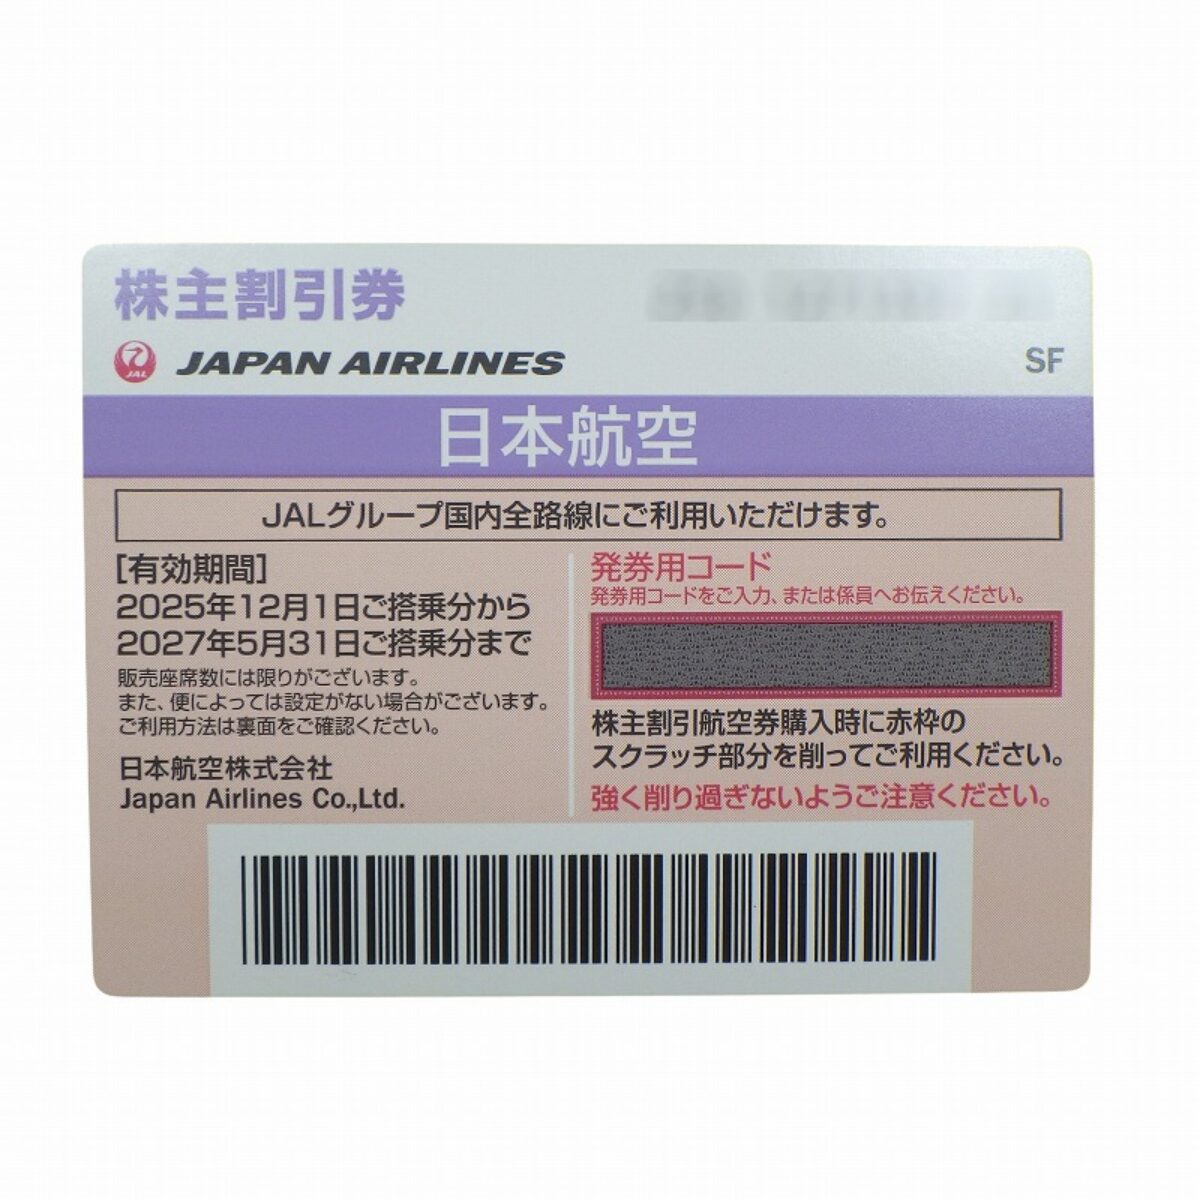 株主割引券
JAL JAPAN AIRLINES
SF
日本航空
JALグループ国内全路線にご利用いただけます。
[有効期間]
2025年12月1日ご搭乗分から
2027年5月31日ご搭乗分まで
販売座席数には限りがございます。
また、便によっては設定がない場合がございます。
ご利用方法は裏面をご確認ください。
日本航空株式会社
Japan Airlines Co.,Ltd.
発券用コード
発券用コードをご入力、または係員へお伝えください。
株主割引航空券購入時に赤枠の
スクラッチ部分を削ってご利用ください。
強く削り過ぎないようご注意ください。